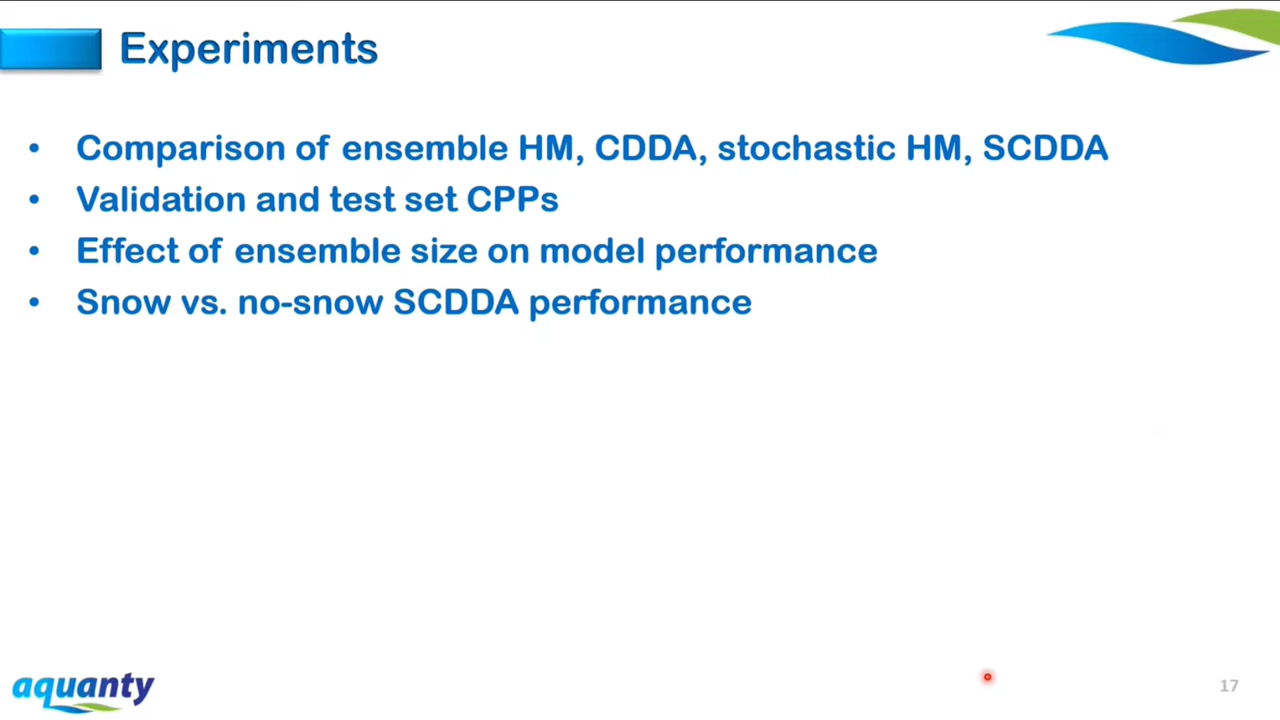 Experiments
• Comparison of ensemble HM, CDDA, stochastic HM, SCDDA
• Validation and test set CPPs
• Effect of ensemble size on model performance
• Snow vs. no-snow SCDDA performance
aquanty
17